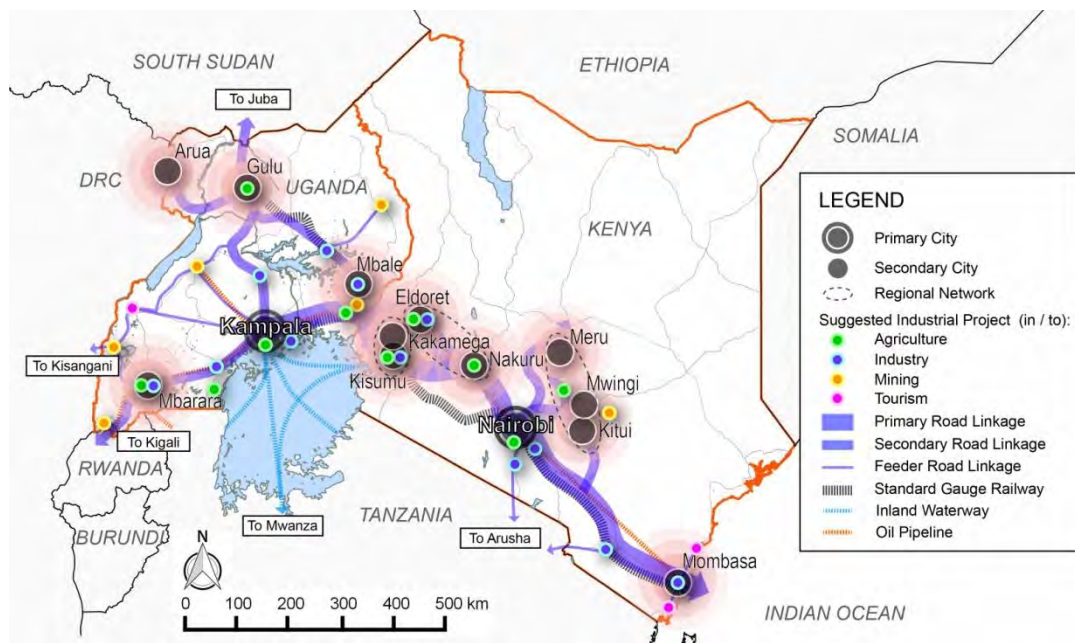 SOUTH SUDAN
ETHIOPIA
To Juba
SOMALIA
Arua
DRC
Gulu
UGANDA
KENYA
Mbale
Eldoret
Kampala
Kakamega
Meru
To Kisangani
Nakuru
Kisumu
Mwingi
Mbarara
Nairobi
Kitui
To Kigali
RWANDA
TANZANIA
To Mwanza
BURUNDI
To Arusha
Mombasa
N
0 100 200 300 400 500 km
INDIAN OCEAN
LEGEND
Primary City
Secondary City
Regional Network
Suggested Industrial Project (in / to):
Agriculture
Industry
Mining
Tourism
Primary Road Linkage
Secondary Road Linkage
Feeder Road Linkage
Standard Gauge Railway
Inland Waterway
Oil Pipeline